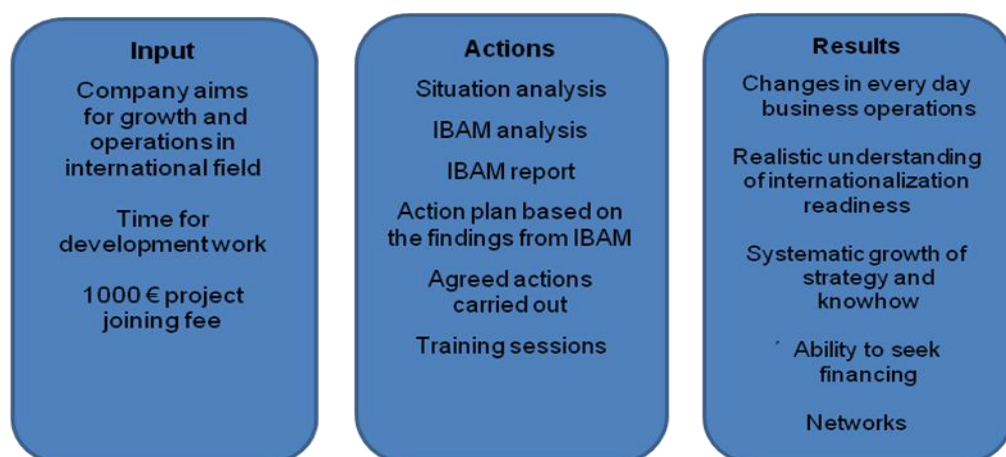 Input
Company aims
for growth and
operations in
international field
Time for
development work
1000 € project
joining fee
Actions
Situation analysis
IBAM analysis
IBAM report
Action plan based on
the findings from IBAM
Agreed actions
carried out
Training sessions
Results
Changes in every day
business operations
Realistic understanding
of internationalization
readiness
Systematic growth of
strategy and
knowhow
´ Ability to seek
financing
Networks